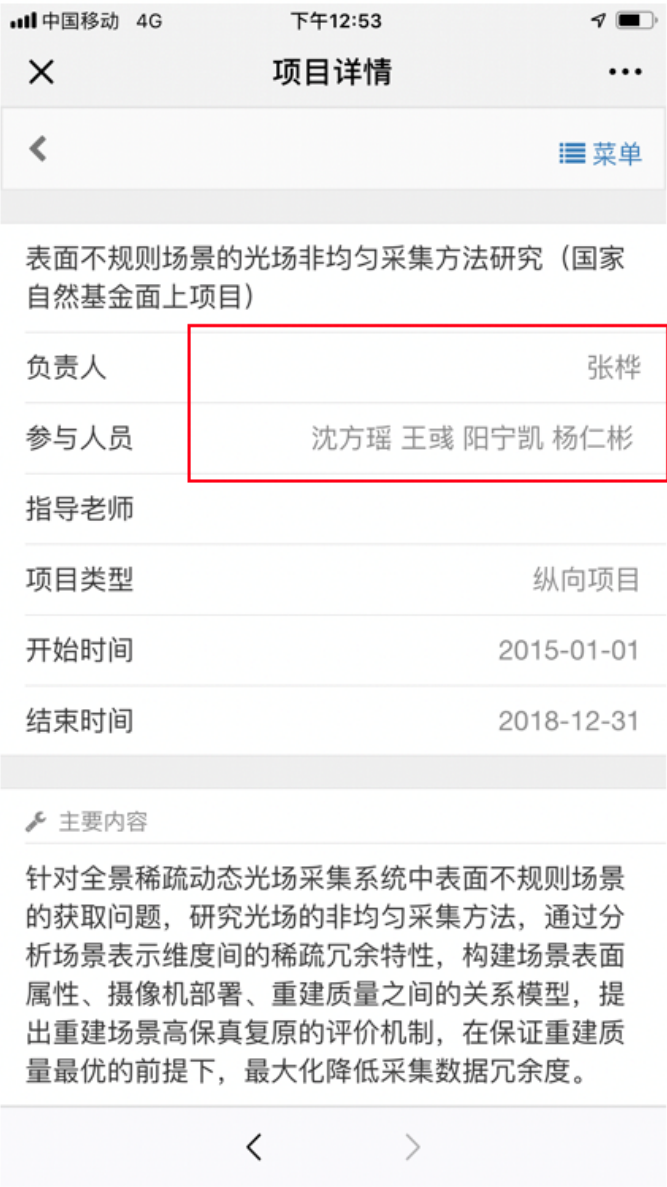 中国移动 4G 下午12:53
项目详情
菜单
表面不规则场景的光场非均匀采集方法研究（国家
自然基金面上项目）
负责人 张桦
参与人员 沈方瑶 王彧 阳宁凯 杨仁彬
指导老师
项目类型 纵向项目
开始时间 2015-01-01
结束时间 2018-12-31
主要内容
针对全景稀疏动态光场采集系统中表面不规则场景
的获取问题，研究光场的非均匀采集方法，通过分
析场景表示维度间的稀疏冗余特性，构建场景表面
属性、摄像机部署、重建质量之间的关系模型，提
出重建场景高保真复原的评价机制，在保证重建质
量最优的前提下，最大化降低采集数据冗余度。